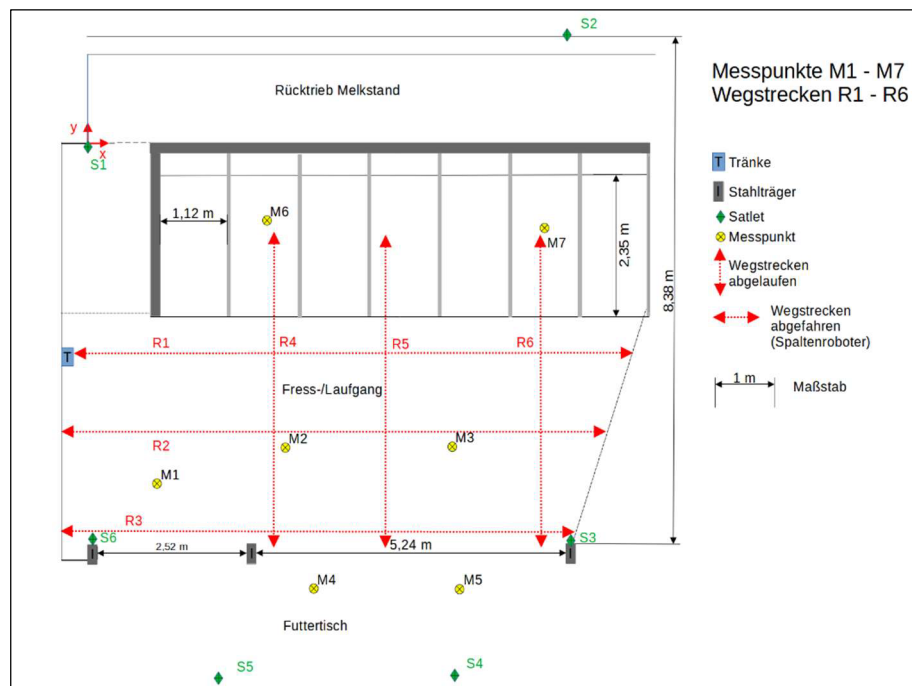 S2
Rücktrieb Melkstand
Messpunkte M1 - M7
Wegstrecken R1 - R6
y
x
S1
T Tränke
I Stahlträger
Satlet
Messpunkt
Wegstrecken
abgelaufen
Wegstrecken
abgefahren
(Spaltenroboter)
1 m
Maßstab
M6
1,12 m
M7
2,35 m
8,38 m
R1
R4
R5
R6
T
Fress-/Laufgang
R2
M2
M3
M1
R3
S6
2,52 m
5,24 m
S3
I
I
I
M4
M5
Futtertisch
S5
S4